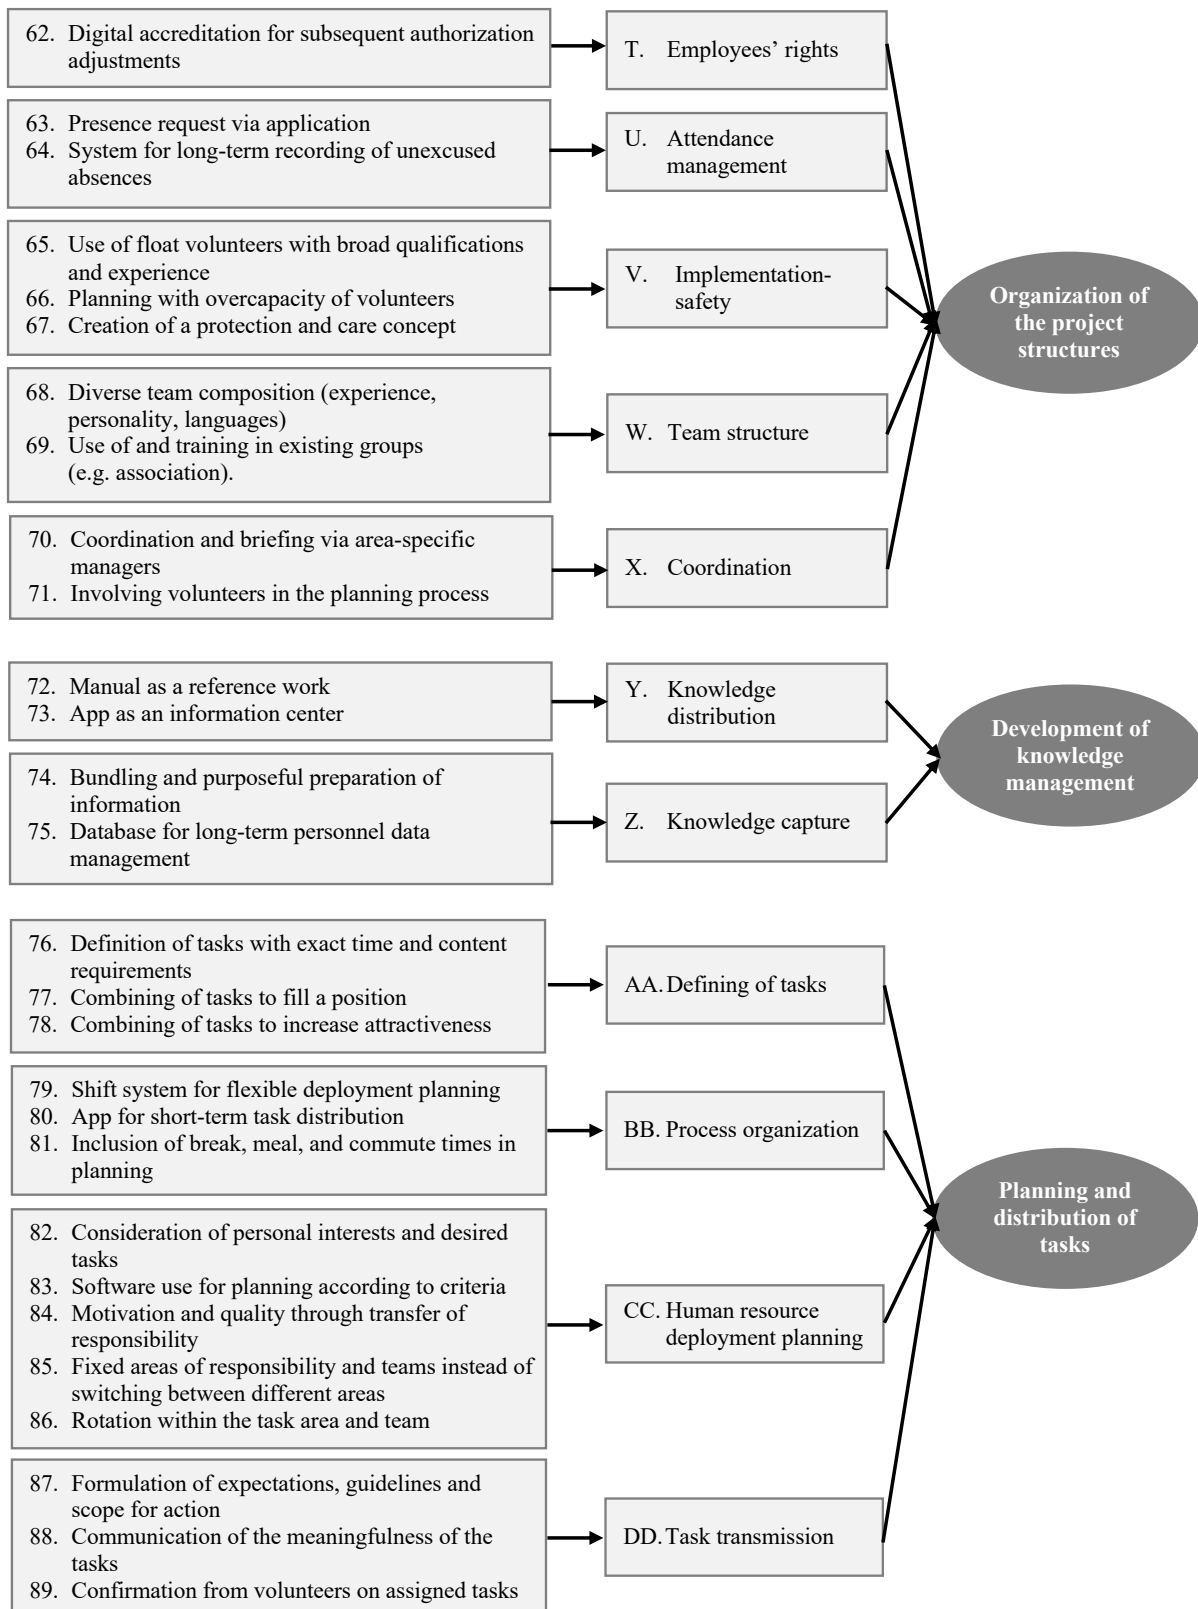 62. Digital accreditation for subsequent authorization
adjustments
T. Employees’ rights
63. Presence request via application
64. System for long-term recording of unexcused
absences
U. Attendance
management
65. Use of float volunteers with broad qualifications
and experience
66. Planning with overcapacity of volunteers
67. Creation of a protection and care concept
V. Implementation-
safety
Organization of
the project
structures
68. Diverse team composition (experience,
personality, languages)
69. Use of and training in existing groups
(e.g. association).
W. Team structure
70. Coordination and briefing via area-specific
managers
71. Involving volunteers in the planning process
X. Coordination
72. Manual as a reference work
73. App as an information center
Y. Knowledge
distribution
Development of
knowledge
management
74. Bundling and purposeful preparation of
information
75. Database for long-term personnel data
management
Z. Knowledge capture
76. Definition of tasks with exact time and content
requirements
77. Combining of tasks to fill a position
78. Combining of tasks to increase attractiveness
AA. Defining of tasks
79. Shift system for flexible deployment planning
80. App for short-term task distribution
81. Inclusion of break, meal, and commute times in
planning
BB. Process organization
Planning and
distribution of
tasks
82. Consideration of personal interests and desired
tasks
83. Software use for planning according to criteria
84. Motivation and quality through transfer of
responsibility
85. Fixed areas of responsibility and teams instead of
switching between different areas
86. Rotation within the task area and team
CC. Human resource
deployment planning
87. Formulation of expectations, guidelines and
scope for action
88. Communication of the meaningfulness of the
tasks
89. Confirmation from volunteers on assigned tasks
DD. Task transmission